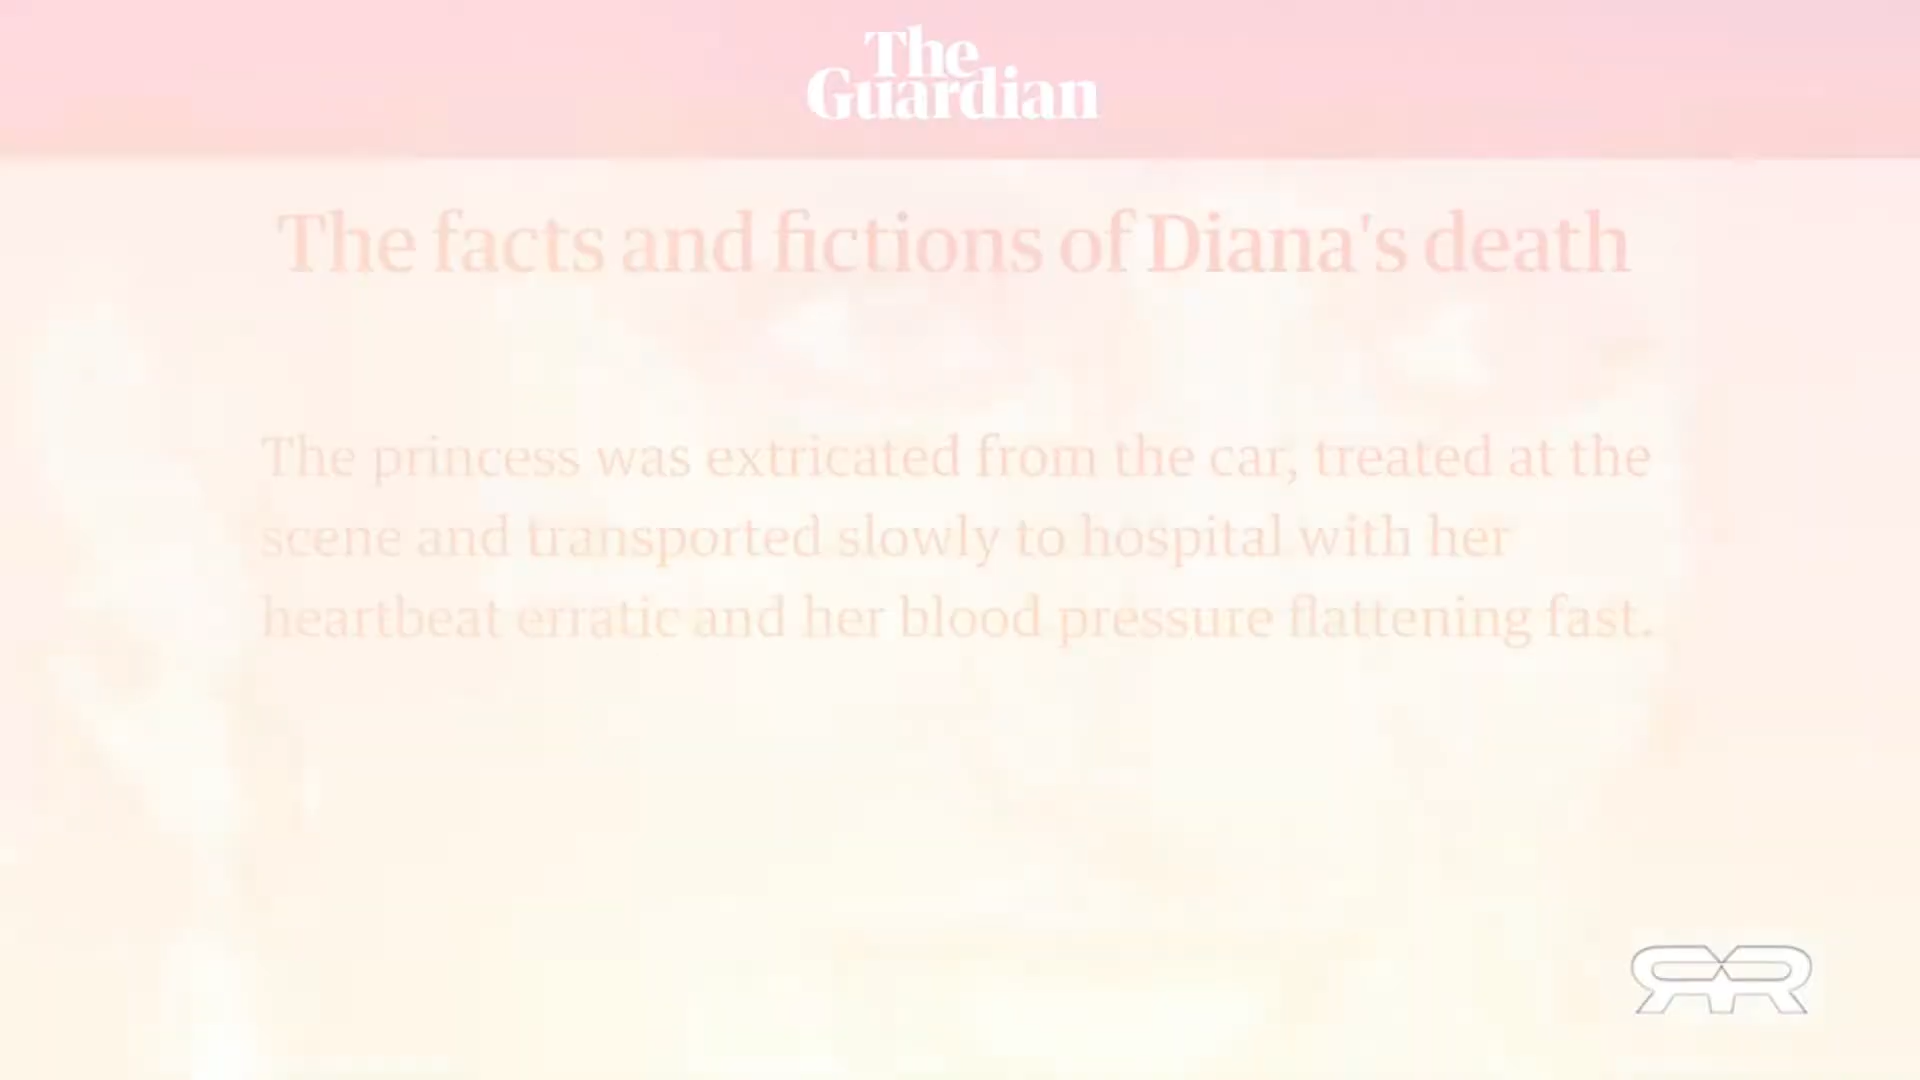 The
Guardian
The facts and fictions of Diana's death
The princess was extricated from the car, treated at the
scene and transported slowly to hospital with her
heartbeat erratic and her blood pressure flattening fast.
RR